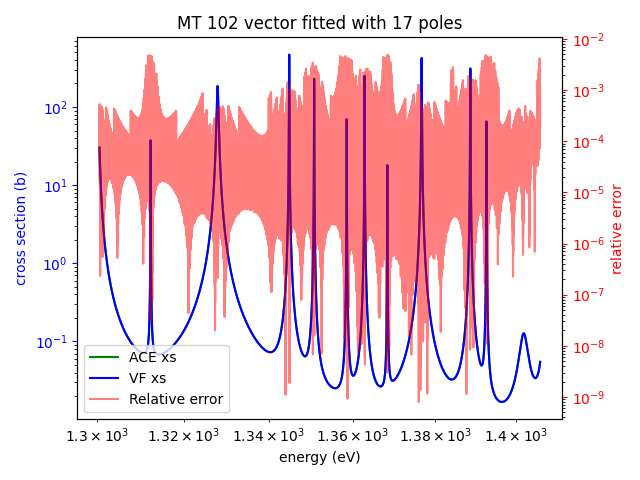 MT 102 vector fitted with 17 poles
10²
10¹
10⁰
10⁻¹
cross section (b)
10⁻²
10⁻³
10⁻⁴
10⁻⁵
10⁻⁶
10⁻⁷
10⁻⁸
10⁻⁹
relative error
ACE xs
VF xs
Relative error
1.3 × 10³ 1.32 × 10³ 1.34 × 10³ 1.36 × 10³ 1.38 × 10³ 1.4 × 10³
energy (eV)